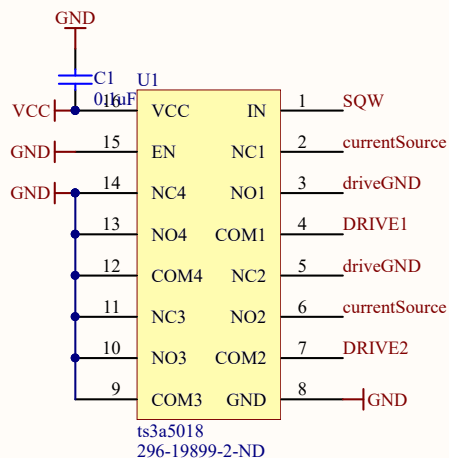 GND
C1
0.1uF
U1
VCC
16
VCC
IN
1
SQW
GND
15
EN
NC1
2
currentSource
GND
14
NC4
NO1
3
driveGND
13
NO4
COM1
4
DRIVE1
12
COM4
NC2
5
driveGND
11
NC3
NO2
6
currentSource
10
NO3
COM2
7
DRIVE2
9
COM3
GND
8
GND
ts3a5018
296-19899-2-ND